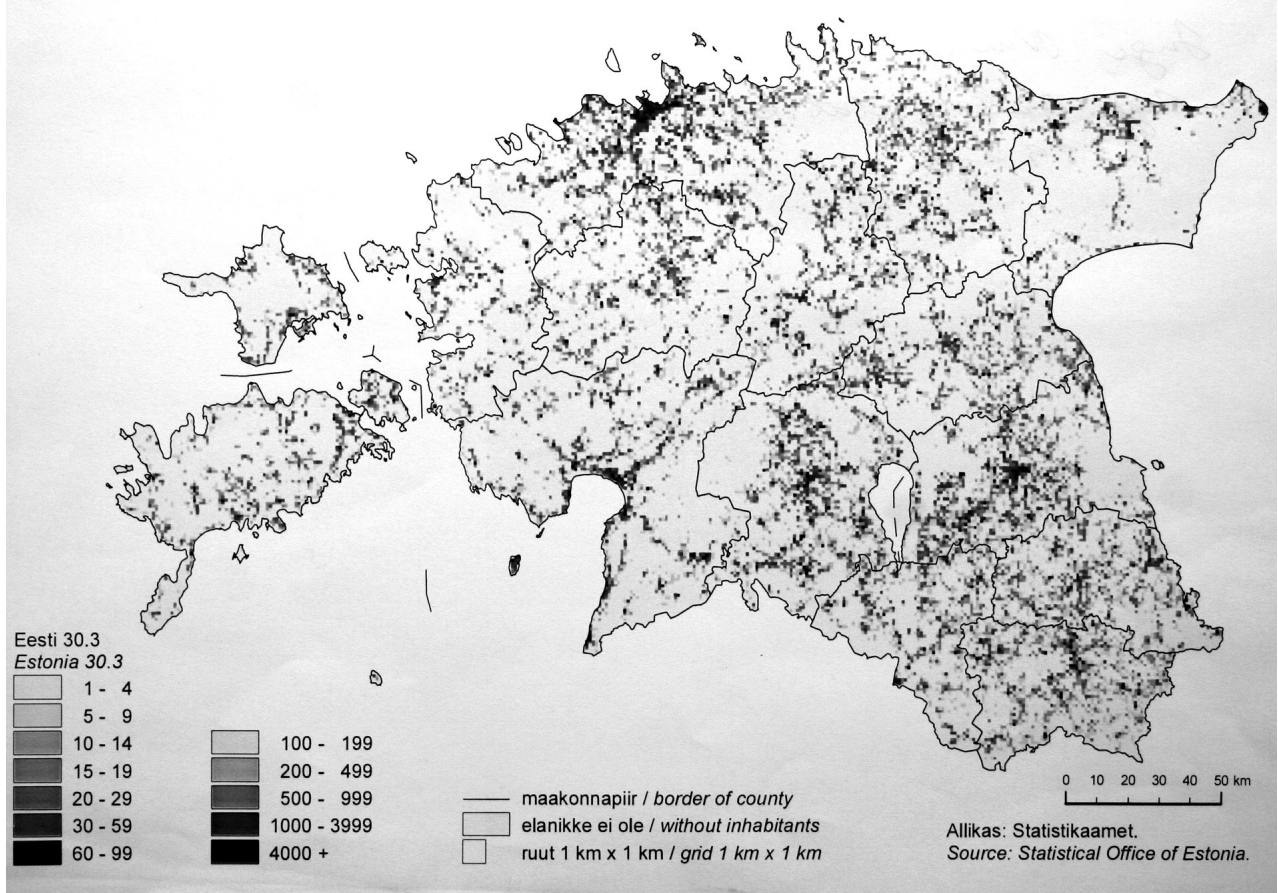 Eesti 30.3
Estonia 30.3
1 - 4
5 - 9
10 - 14
15 - 19
20 - 29
30 - 59
60 - 99
100 - 199
200 - 499
500 - 999
1000 - 3999
4000 +
maakonnapiir / border of county
elanikke ei ole / without inhabitants
ruut 1 km x 1 km / grid 1 km x 1 km
0 10 20 30 40 50 km
Allikas: Statistikaamet.
Source: Statistical Office of Estonia.